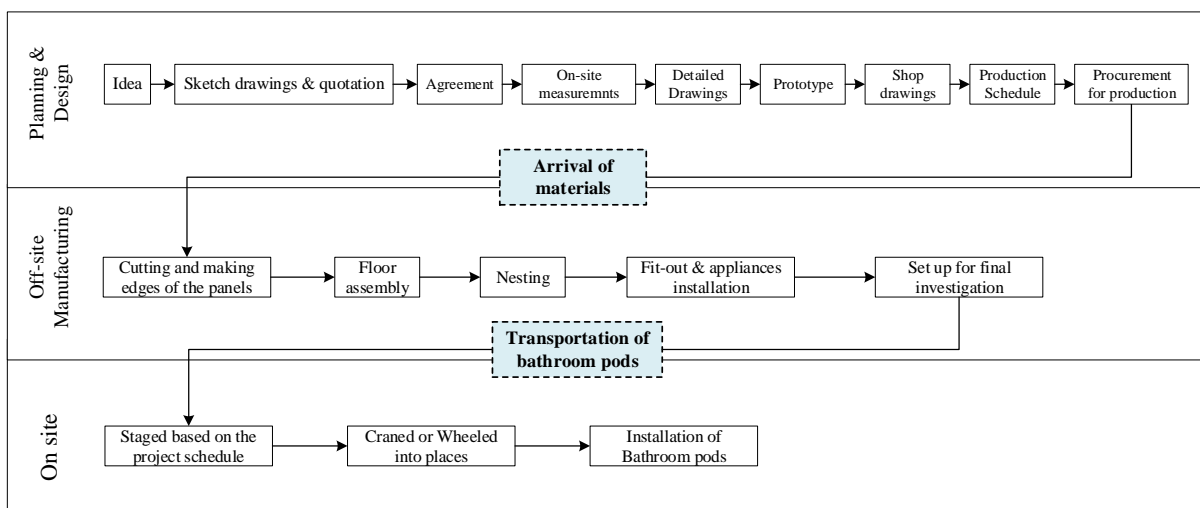 Planning &
Design
Idea
Sketch drawings & quotation
Agreement
On-site
measuremnts
Detailed
Drawings
Prototype
Shop
drawings
Production
Schedule
Procurement
for production
Arrival of
materials
Off-site
Manufacturing
Cutting and making
edges of the panels
Floor
assembly
Nesting
Fit-out & appliances
installation
Set up for final
investigation
Transportation of
bathroom pods
On site
Staged based on the
project schedule
Craned or Wheeled
into places
Installation of
Bathroom pods